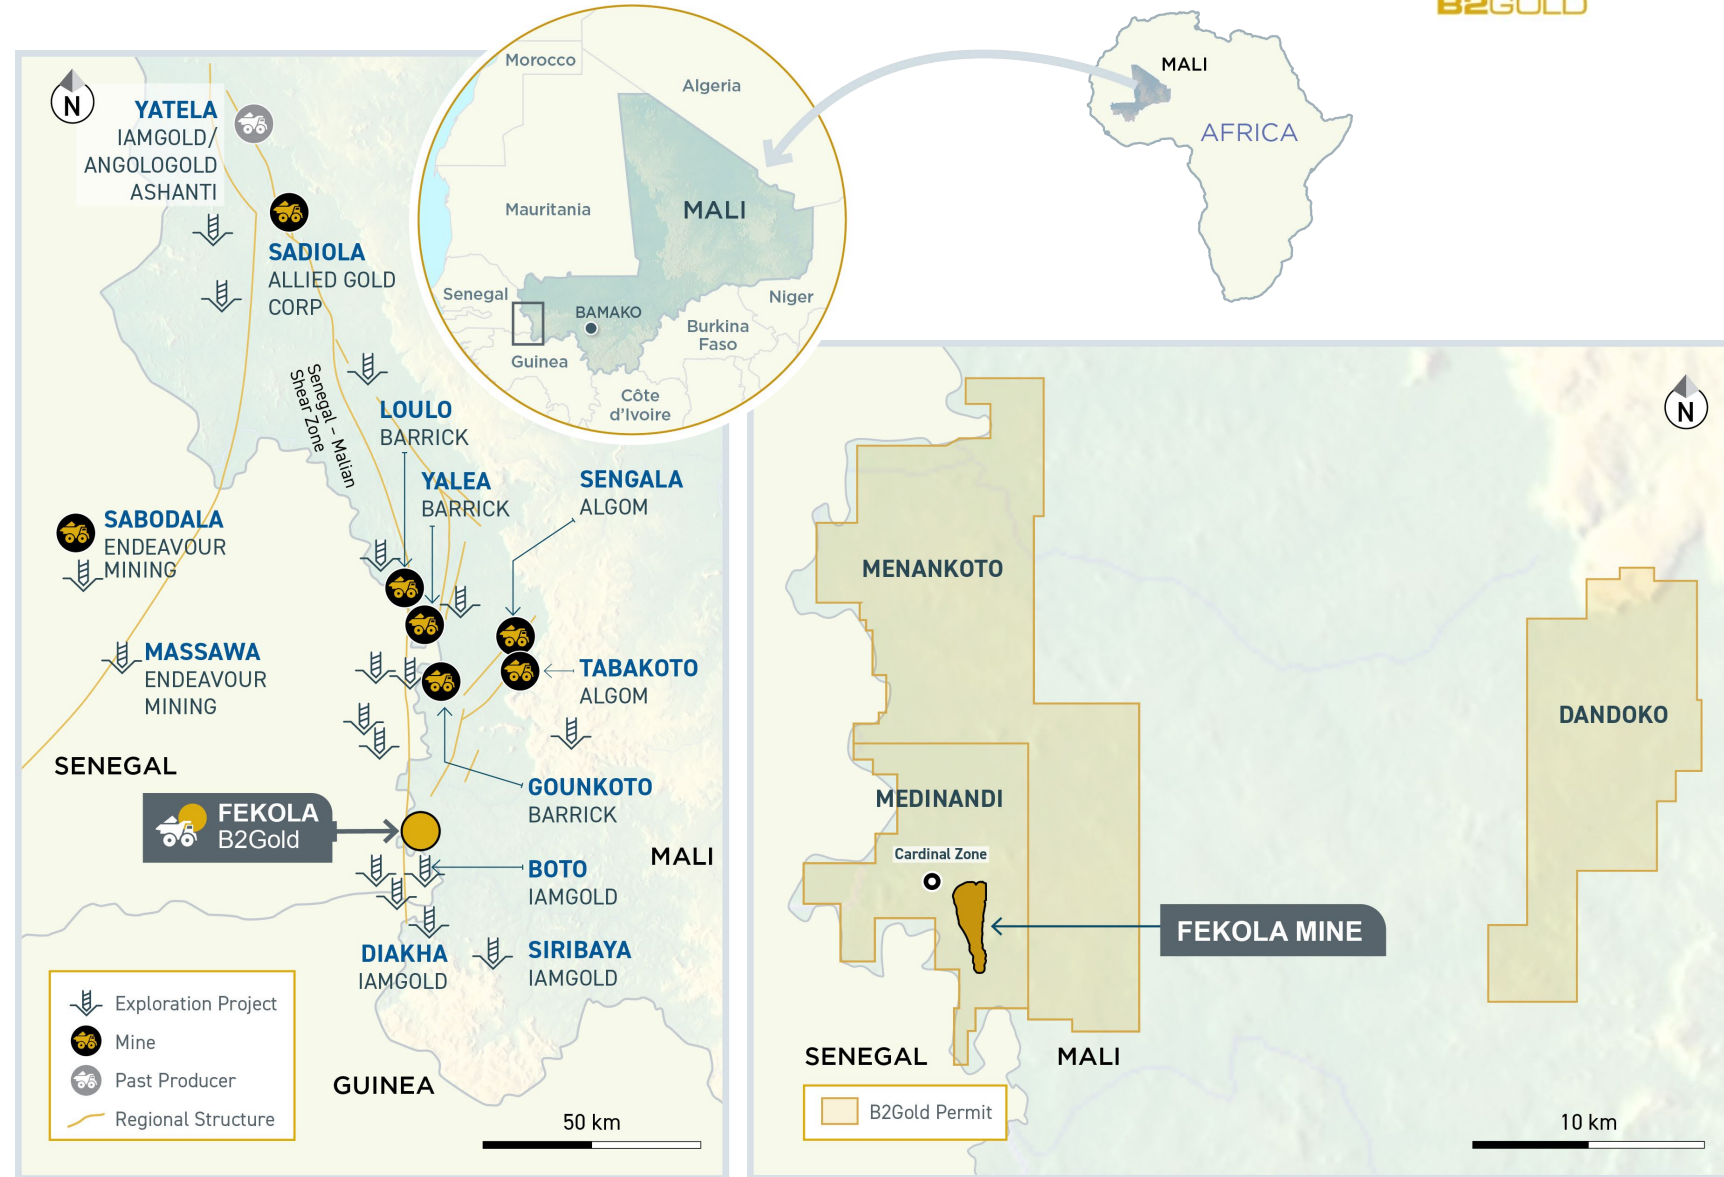 B2GOLD
N
YATELA
IAMGOLD/
ANGOLOGOLD
ASHANTI
SADIOLA
ALLIED GOLD
CORP
Senegal - Malian
Shear Zone
LOULO
BARRICK
YALEA
BARRICK
SENGALA
ALGOM
SABODALA
ENDEAVOUR
MINING
MASSAWA
ENDEAVOUR
MINING
TABAKOTO
ALGOM
SENEGAL
GOUNKOTO
BARRICK
FEKOLA
B2Gold
MALI
BOTO
IAMGOLD
DIAKHA
IAMGOLD
SIRIBAYA
IAMGOLD
GUINEA
Exploration Project
Mine
Past Producer
Regional Structure
50 km
Morocco
Algeria
Mauritania
MALI
Senegal
BAMAKO
Niger
Burkina
Faso
Guinea
Côte
d'Ivoire
MALI
AFRICA
N
MENANKOTO
DANDOKO
MEDINANDI
Cardinal Zone
FEKOLA MINE
SENEGAL
MALI
B2Gold Permit
10 km